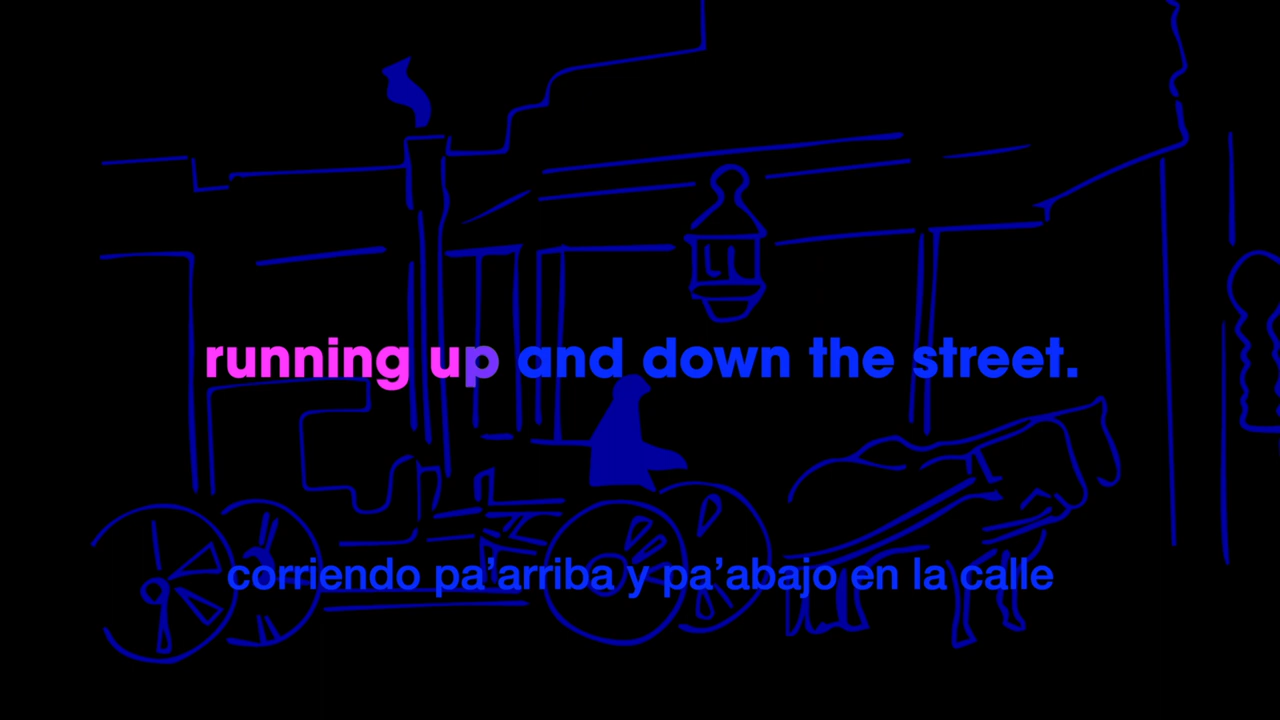 running up and down the street.
corriendo pa’arriba y pa’abajo en la calle